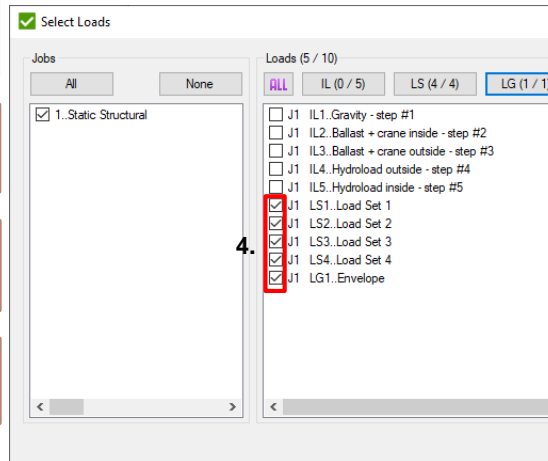 Select Loads
Jobs
All None
1..Static Structural
Loads (5 / 10)
ALL IL (0 / 5) LS (4 / 4) LG (1 / 1)
J1 IL1..Gravity - step #1
J1 IL2..Ballast + crane inside - step #2
J1 IL3..Ballast + crane outside - step #3
J1 IL4..Hydroload outside - step #4
J1 IL5..Hydroload inside - step #5
J1 LS1..Load Set 1
J1 LS2..Load Set 2
J1 LS3..Load Set 3
J1 LS4..Load Set 4
J1 LG1..Envelope
4.